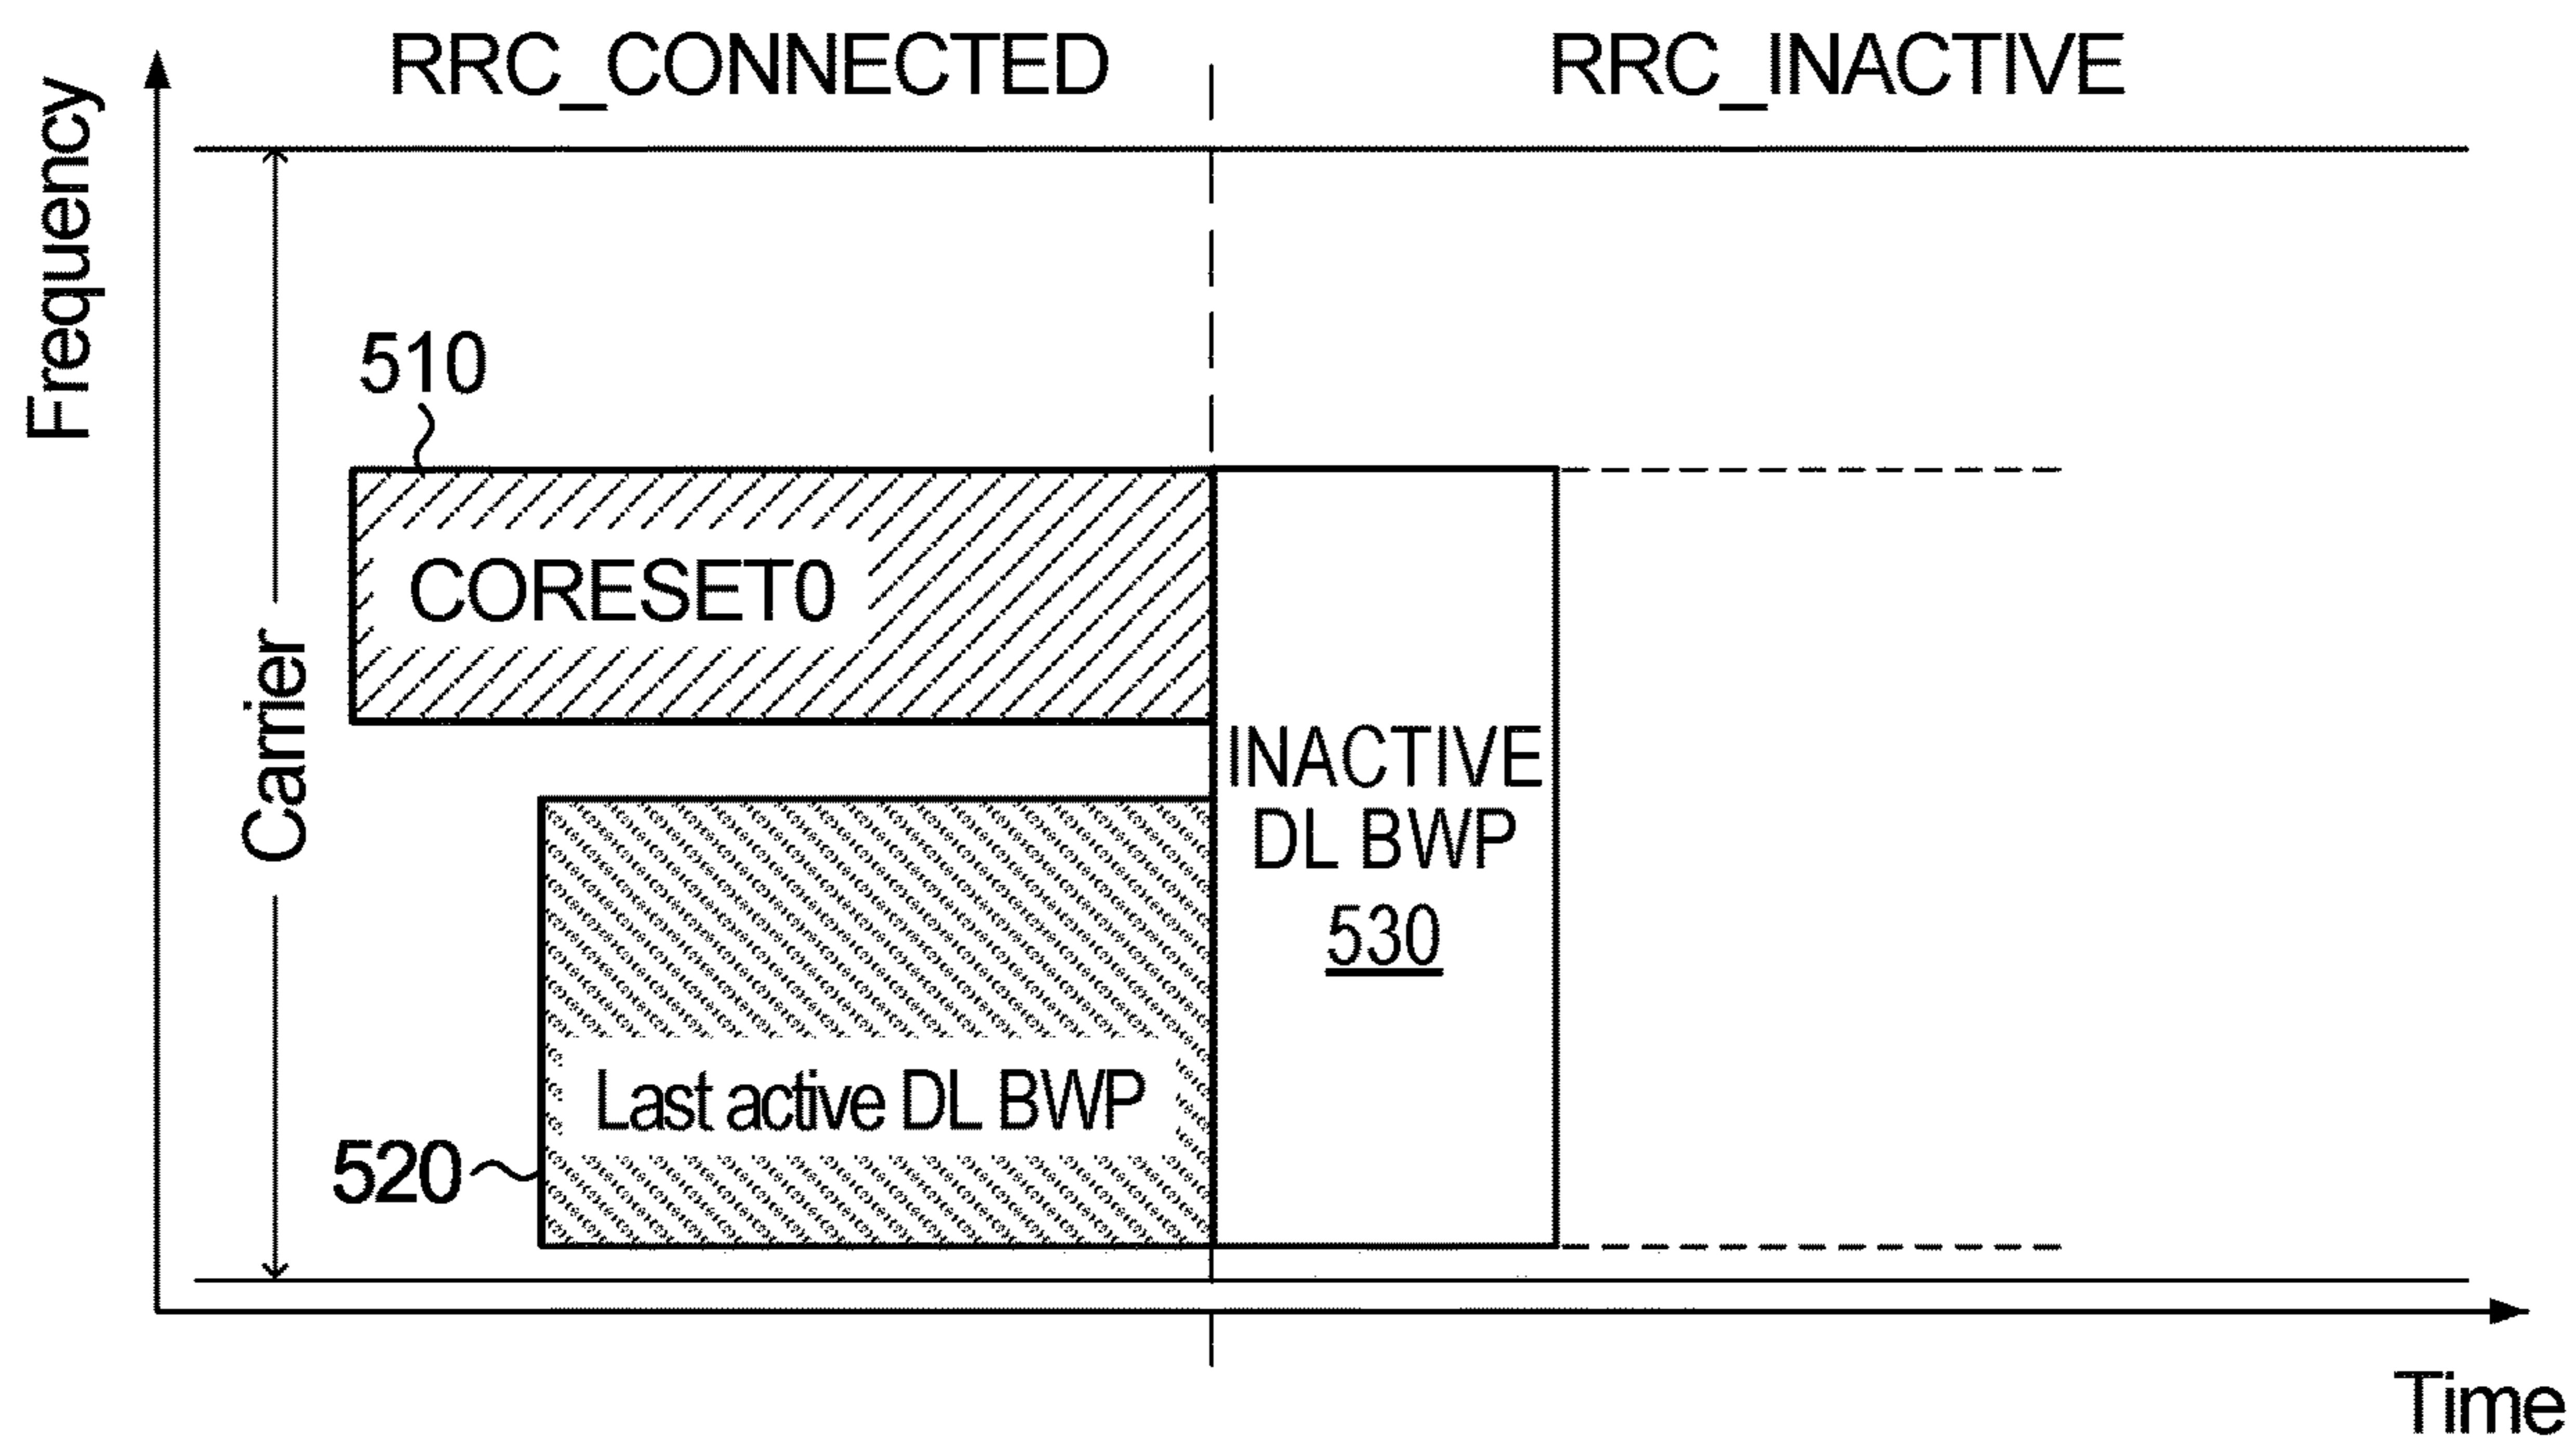 RRC_CONNECTED
RRC_INACTIVE
Frequency
510
CORESET0
Carrier
INACTIVE
DL BWP
530
Last active DL BWP
520
Time